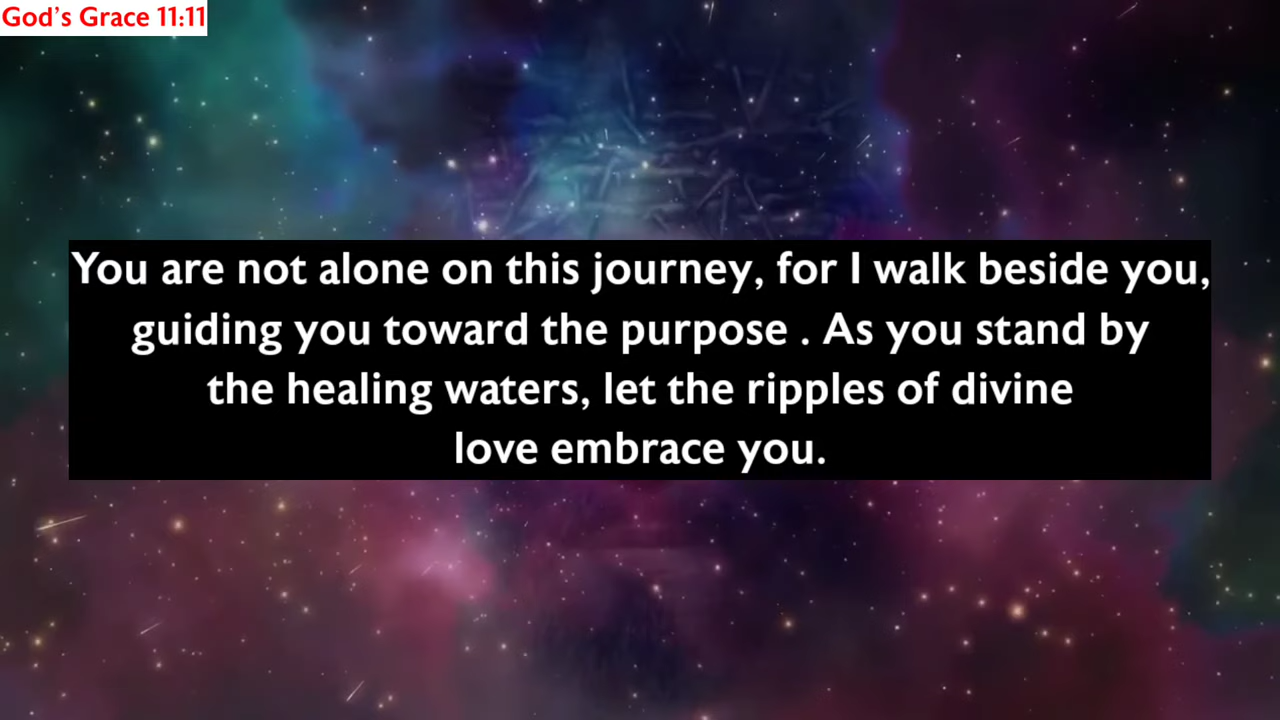 God's Grace 11:11
You are not alone on this journey, for I walk beside you,
guiding you toward the purpose . As you stand by
the healing waters, let the ripples of divine
love embrace you.